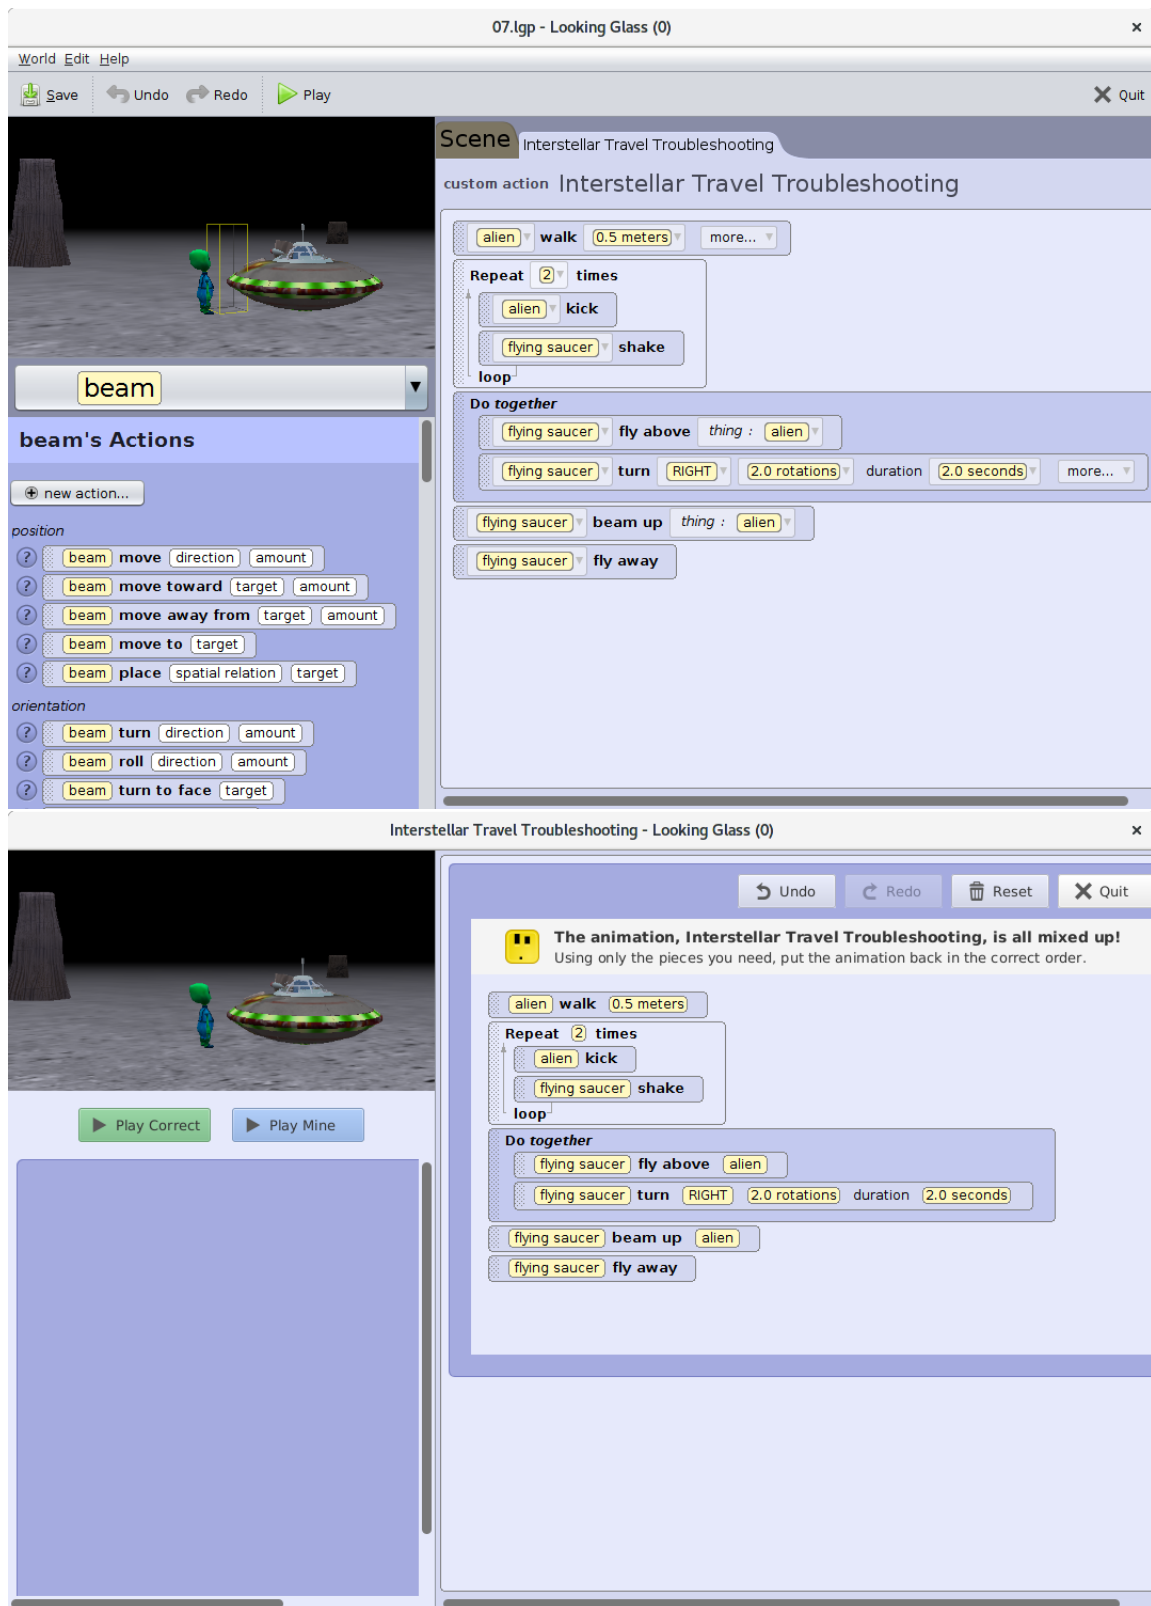 07.lgp - Looking Glass (0) ×
World Edit Help
Save Undo Redo Play Quit
Scene Interstellar Travel Troubleshooting
custom action Interstellar Travel Troubleshooting
alien walk 0.5 meters more...
Repeat 2 times
alien kick
flying saucer shake
loop
Do together
flying saucer fly above thing : alien
flying saucer turn RIGHT 2.0 rotations duration 2.0 seconds more...
flying saucer beam up thing : alien
flying saucer fly away
beam
beam's Actions
new action...
position
? beam move direction amount
? beam move toward target amount
? beam move away from target amount
? beam move to target
? beam place spatial relation target
orientation
? beam turn direction amount
? beam roll direction amount
? beam turn to face target
Interstellar Travel Troubleshooting - Looking Glass (0) ×
Undo Redo Reset Quit
The animation, Interstellar Travel Troubleshooting, is all mixed up!
Using only the pieces you need, put the animation back in the correct order.
alien walk 0.5 meters
Repeat 2 times
alien kick
flying saucer shake
loop
Do together
flying saucer fly above alien
flying saucer turn RIGHT 2.0 rotations duration 2.0 seconds
flying saucer beam up alien
flying saucer fly away
Play Correct Play Mine